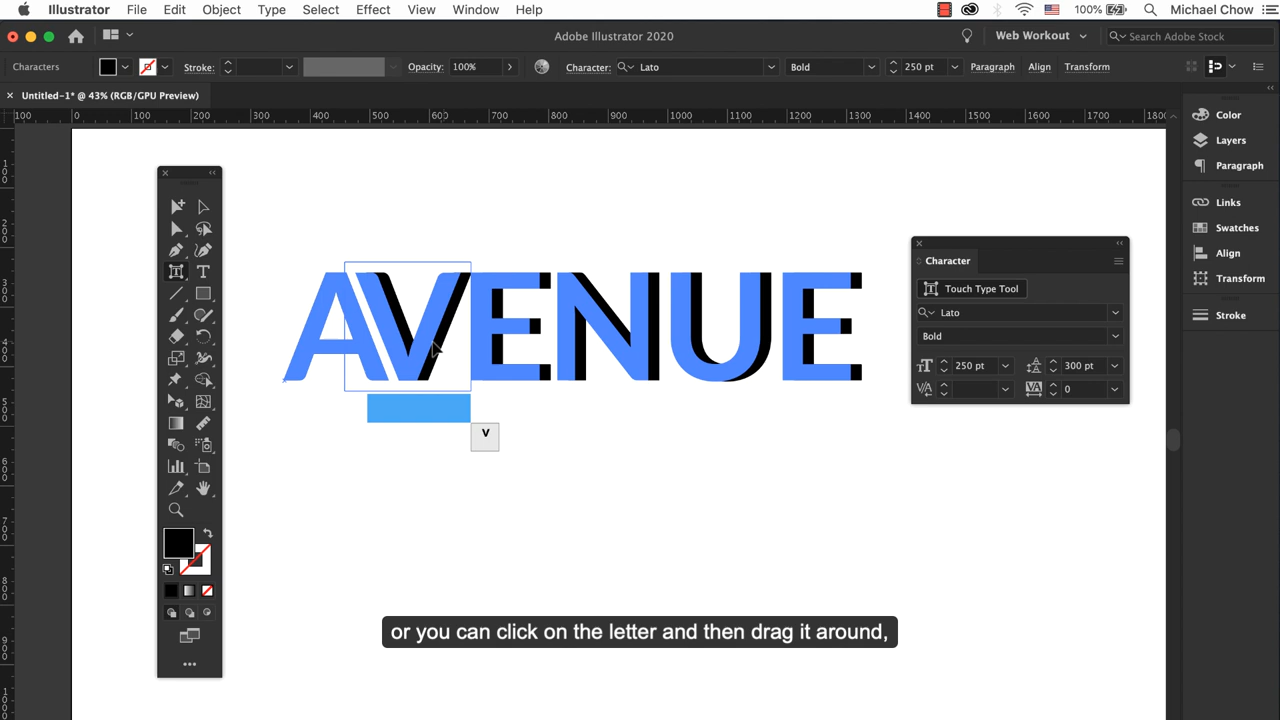 Illustrator File Edit Object Type Select Effect View Window Help 100% Michael Chow
Adobe Illustrator 2020 Web Workout Search Adobe Stock
Characters Stroke: Opacity: 100% Character: Lato Bold 250 pt Paragraph Align Transform
Untitled-1* @ 43% (RGB/GPU Preview)
100 0 100 200 300 400 500 600 700 800 900 1000 1100 1200 1300 1400 1500 1600 1700 1800
Color
Layers
Paragraph
Links
Swatches
Align
Transform
Stroke
AVENUE
V
Character
Touch Type Tool
Lato
Bold
250 pt 300 pt
0
or you can click on the letter and then drag it around,